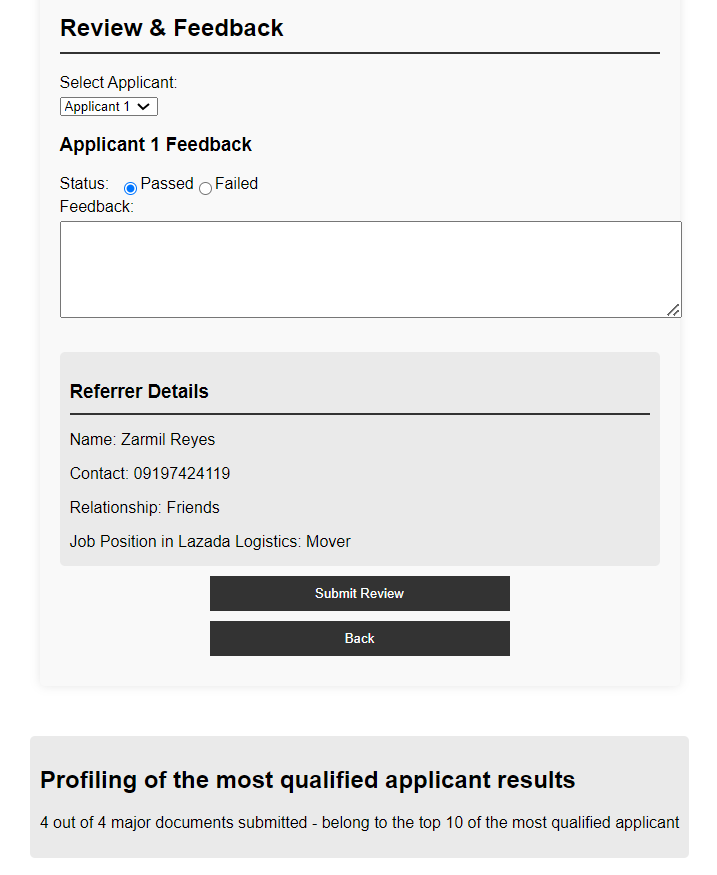 Review & Feedback
Select Applicant:
Applicant 1
Applicant 1 Feedback
Status: Passed Failed
Feedback:
Referrer Details
Name: Zarmil Reyes
Contact: 09197424119
Relationship: Friends
Job Position in Lazada Logistics: Mover
Submit Review
Back
Profiling of the most qualified applicant results
4 out of 4 major documents submitted - belong to the top 10 of the most qualified applicant